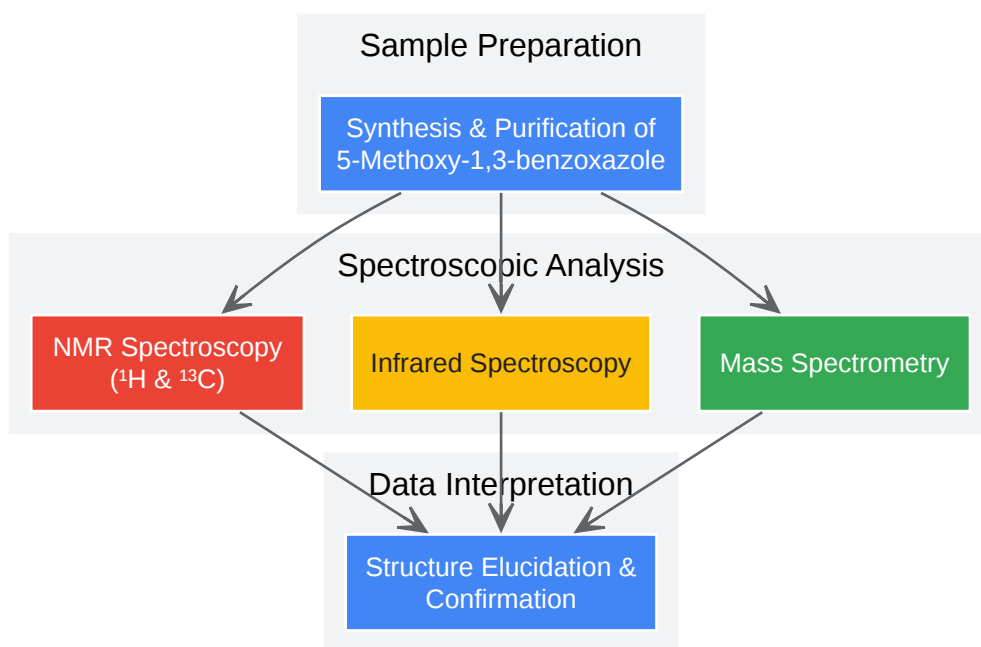 Sample Preparation
Synthesis & Purification of
5-Methoxy-1,3-benzoxazole
Spectroscopic Analysis
NMR Spectroscopy
(¹H & ¹³C)
Infrared Spectroscopy
Mass Spectrometry
Data Interpretation
Structure Elucidation &
Confirmation